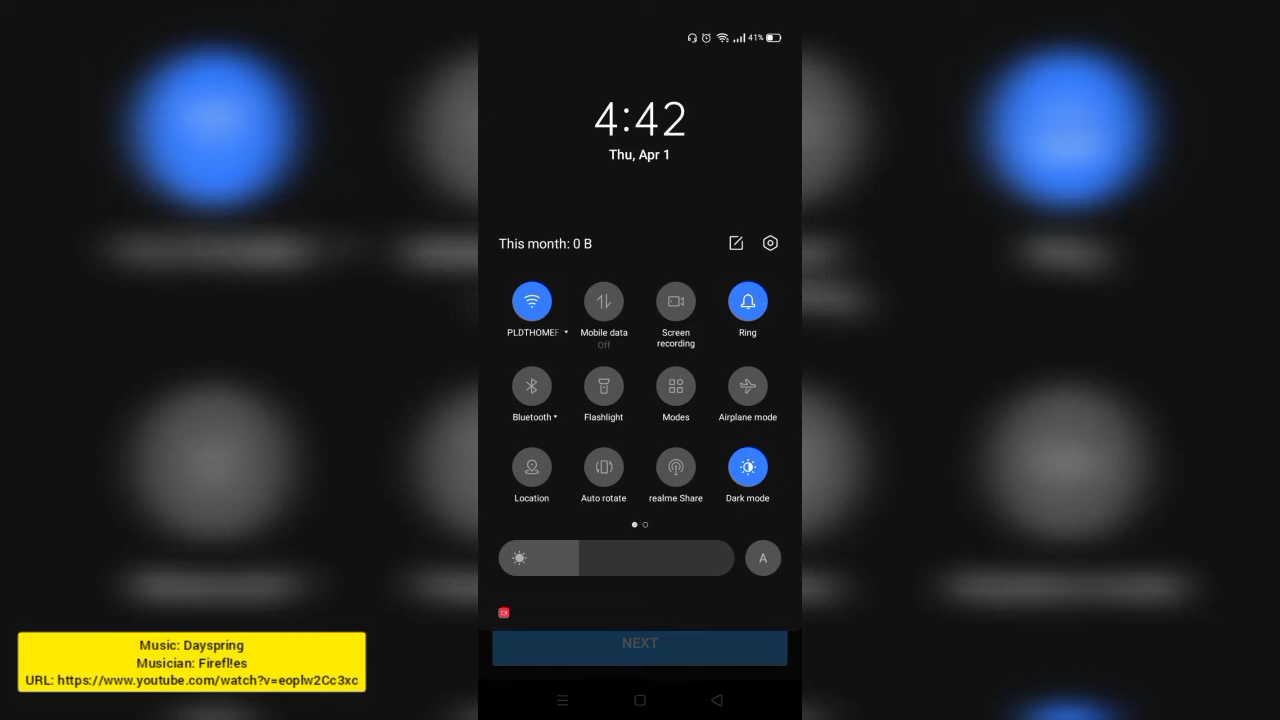 41%
4:42
Thu, Apr 1
This month: 0 B
PLDTHOMEF
Mobile data
Off
Screen
recording
Ring
Bluetooth
Flashlight
Modes
Airplane mode
Location
Auto rotate
realme Share
Dark mode
A
NEXT
Music: Dayspring
Musician: Firefl!es
URL: https://www.youtube.com/watch?v=eoplw2Cc3xc